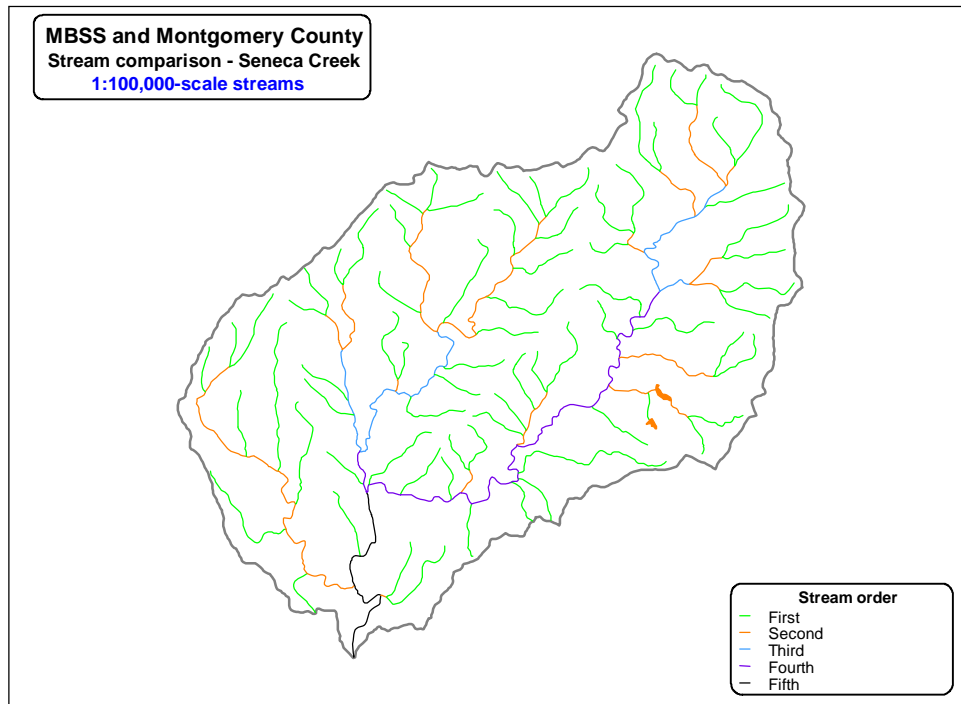 MBSS and Montgomery County
Stream comparison - Seneca Creek
1:100,000-scale streams
Stream order
First
Second
Third
Fourth
Fifth